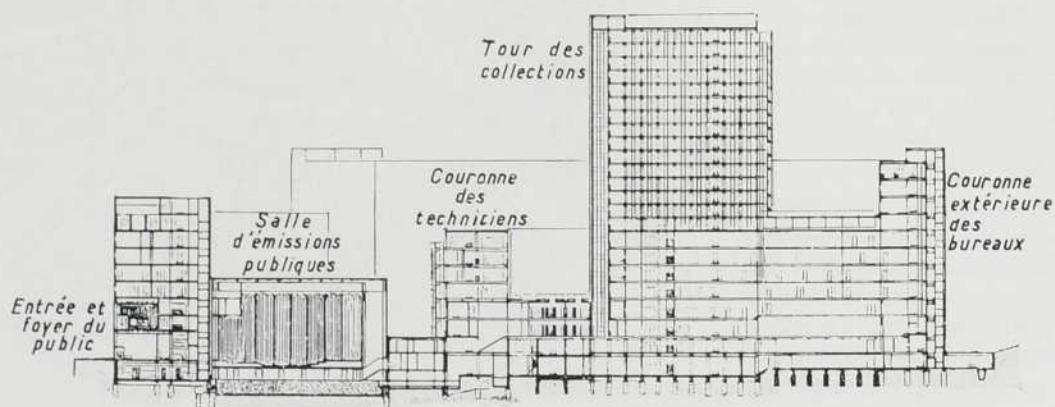 Tour des
collections
Couronne
des
techniciens
Salle
d'émissions
publiques
Couronne
extérieure
des
bureaux
Entrée et
foyer du
public